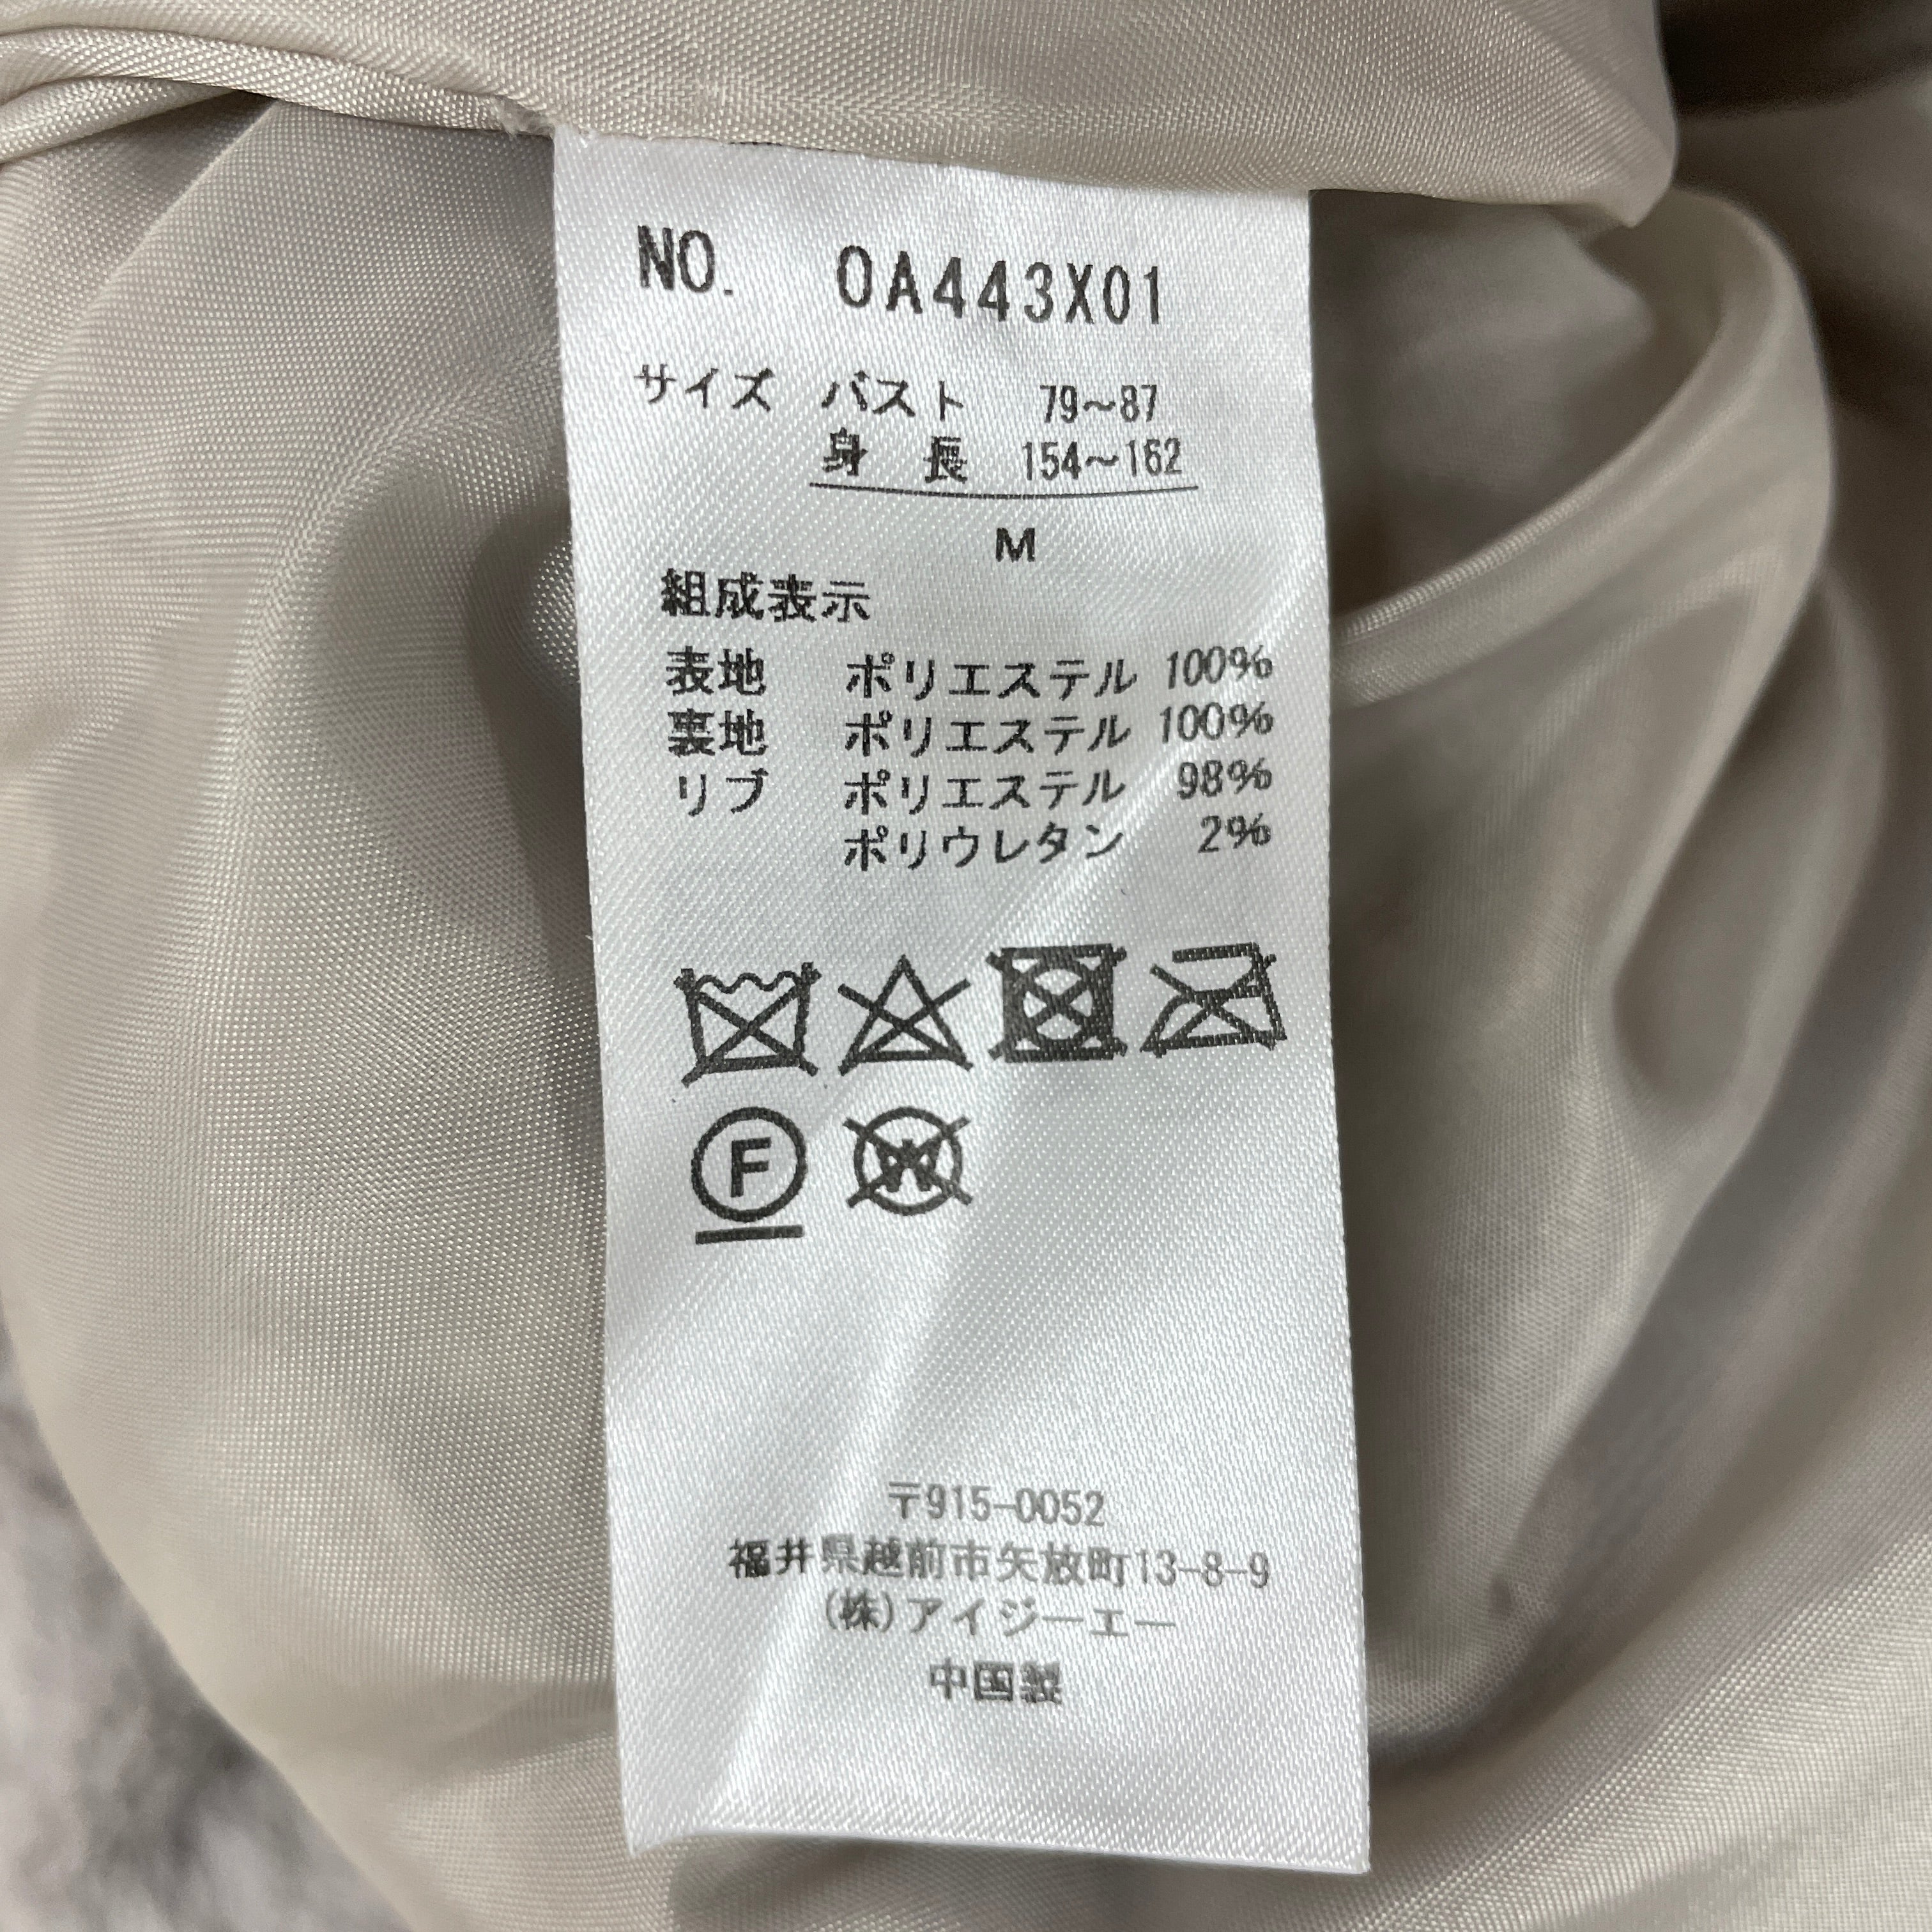 NO. 0A443X01
サイズ バスト 79~87
身 長 154~162
M
組成表示
表地 ポリエステル 100%
裏地 ポリエステル 100%
リブ ポリエステル 98%
ポリウレタン 2%
F W
〒915-0052
福井県越前市矢放町13-8-9
(株)アイジーエー
中国製